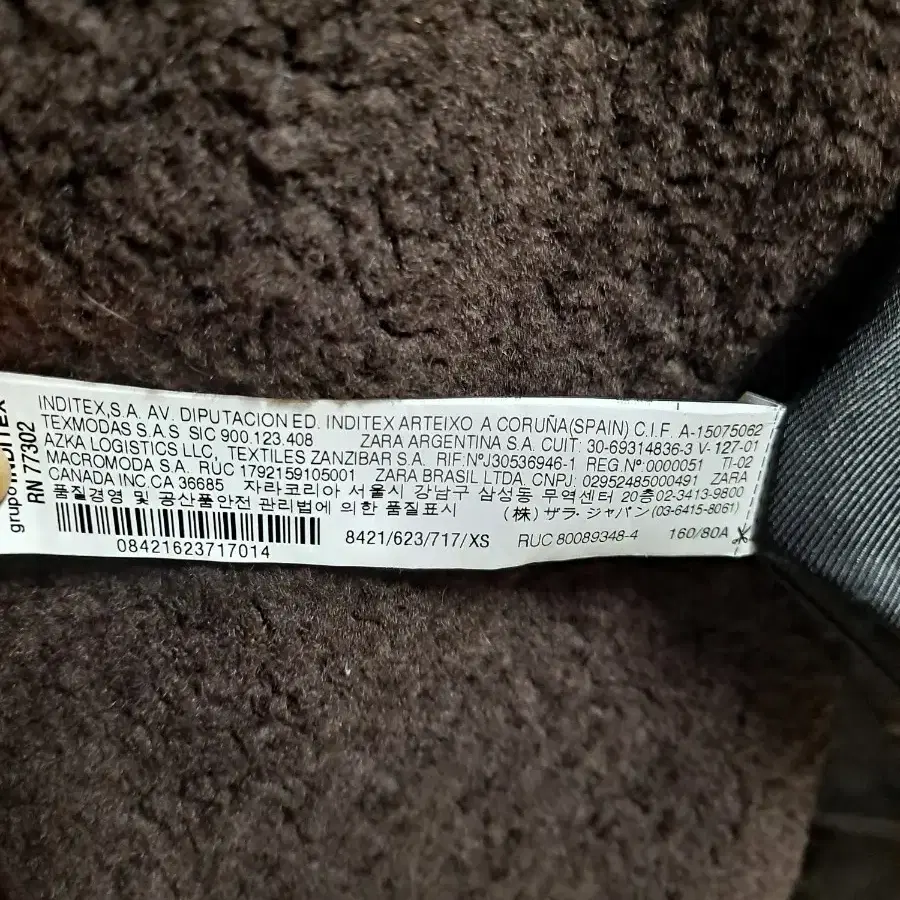 grupo INDITEX
RN 77302
INDITEX,S.A. AV. DIPUTACION ED. INDITEX ARTEIXO A CORUÑA(SPAIN) C.I.F. A-15075062
TEXMODAS S.A.S SIC 900.123.408 ZARA ARGENTINA S.A. CUIT: 30-69314836-3 V-127-01
AZKA LOGISTICS LLC, TEXTILES ZANZIBAR S.A. RIF:NºJ30536946-1 REG.Nº:0000051 TI-02
MACROMODA S.A. RUC 1792159105001 ZARA BRASIL LTDA. CNPJ: 02952485000491 ZARA
CANADA INC CA 36685 자라코리아 서울시 강남구 삼성동 무역센터 20층02-3413-9800
품질경영 및 공산품안전 관리법에 의한 품질표시 (株) ザラ・ジャパン (03-6415-8061)
8421/623/717/XS RUC 80089348-4 160/80A
08421623717014